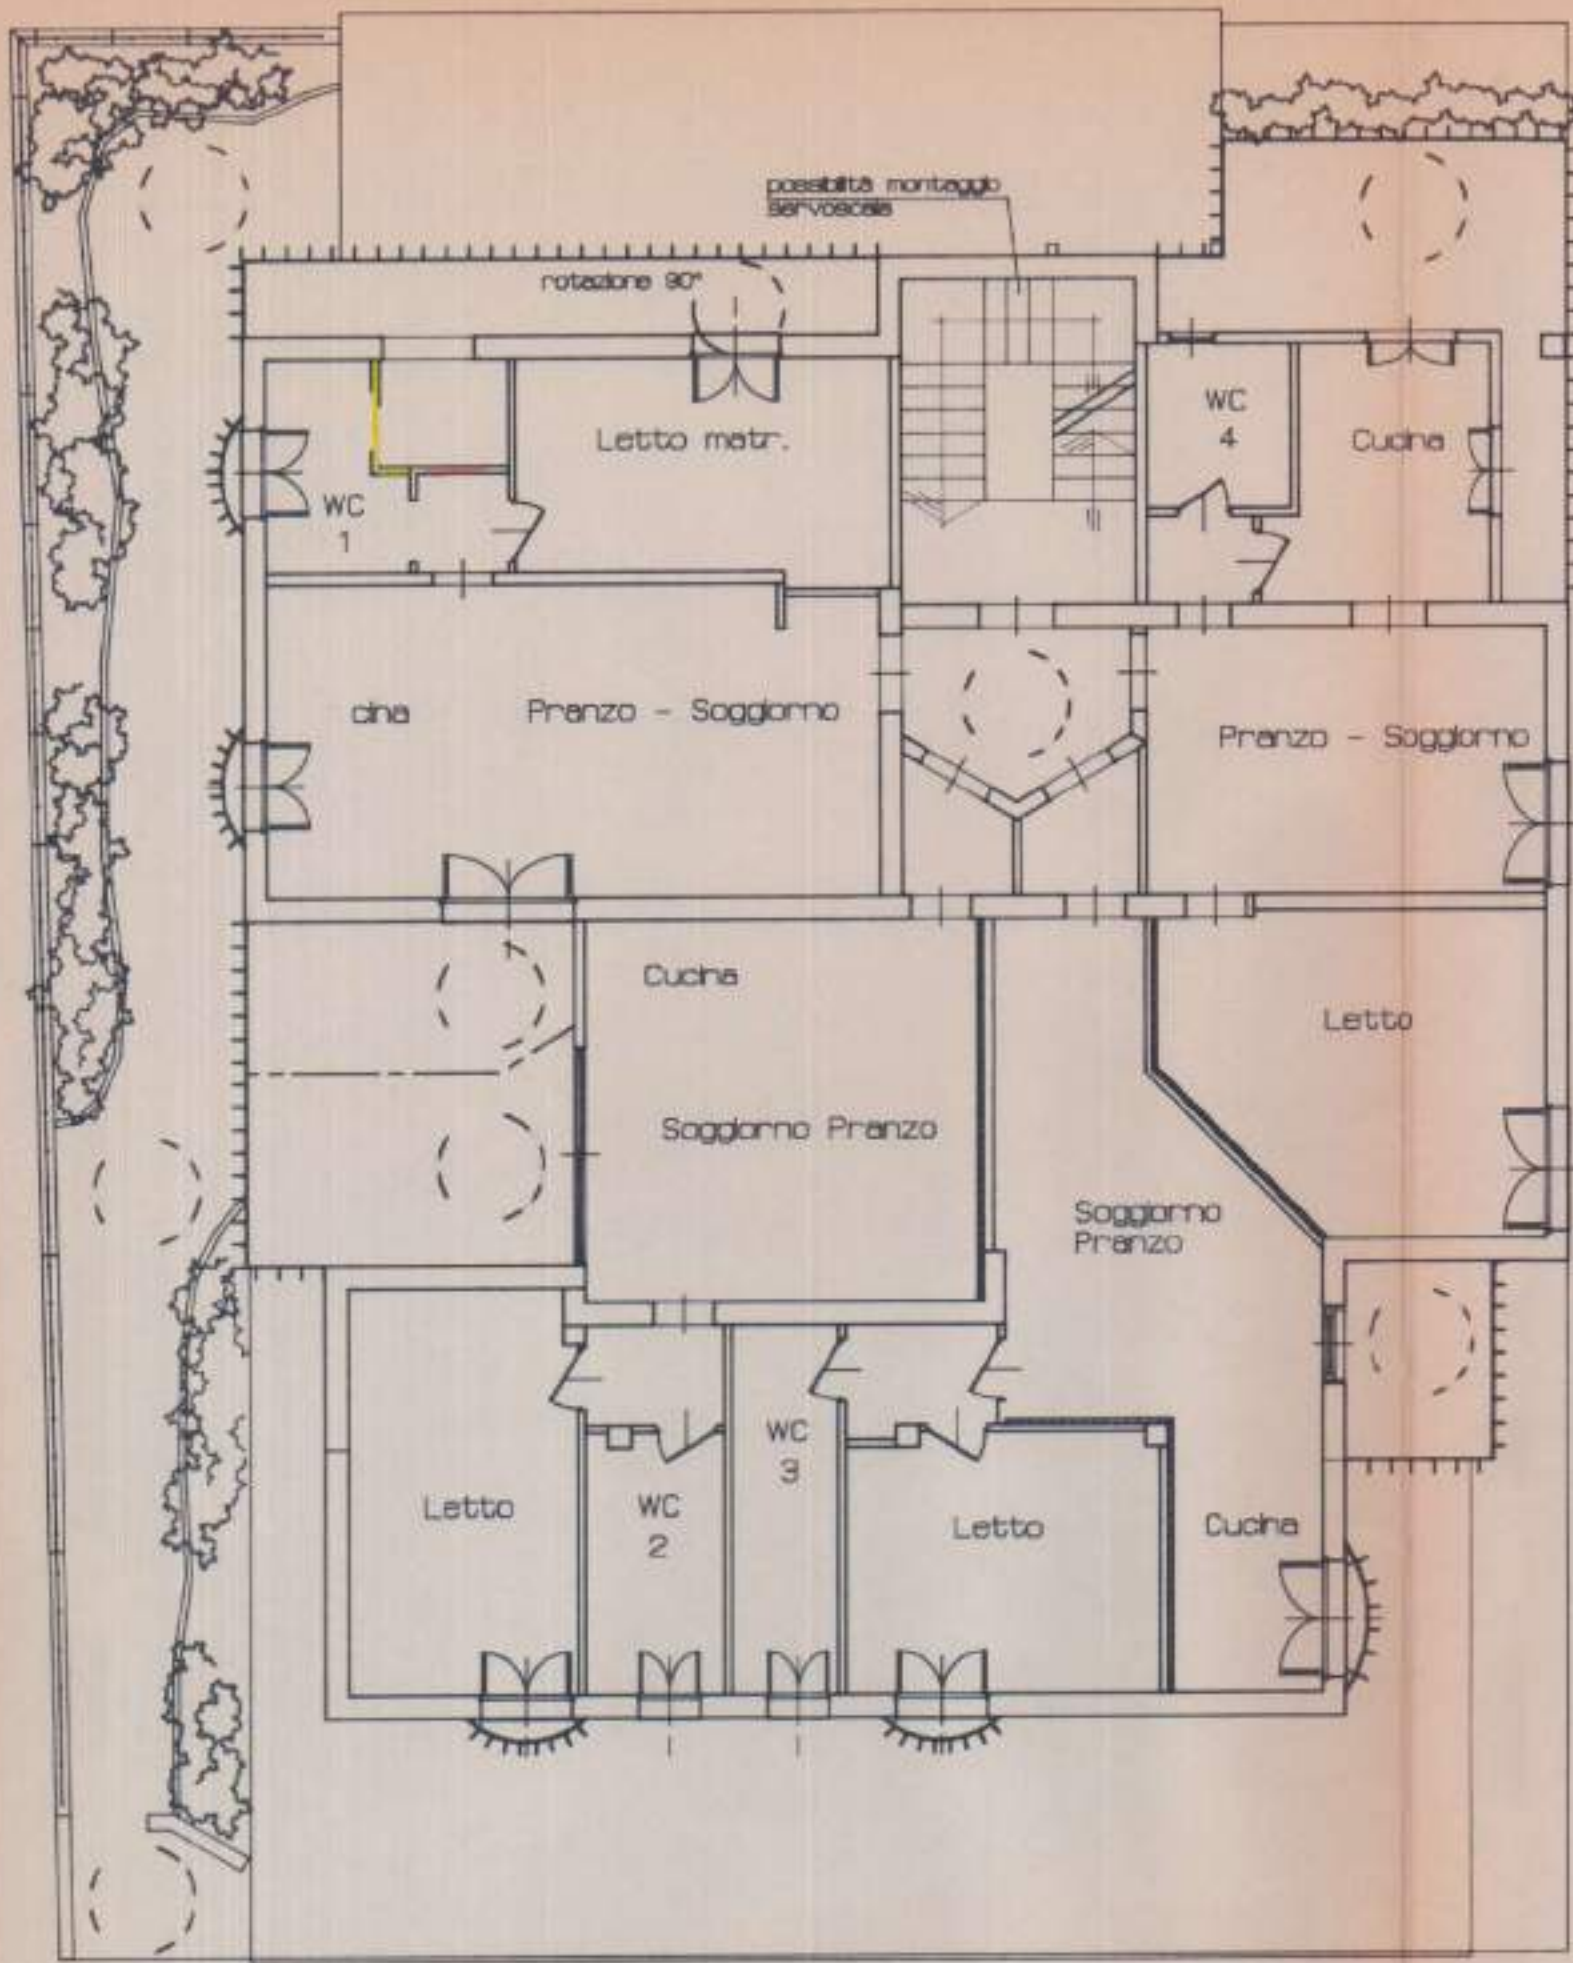 possibilità montaggio
servoscala
rotazione 90°
Letto matr.
WC
4
Cucina
WC
1
cina
Pranzo - Soggiorno
Pranzo - Soggiorno
Cucina
Letto
Soggiorno Pranzo
Soggiorno
Pranzo
WC
3
Letto
WC
2
Letto
Cucina